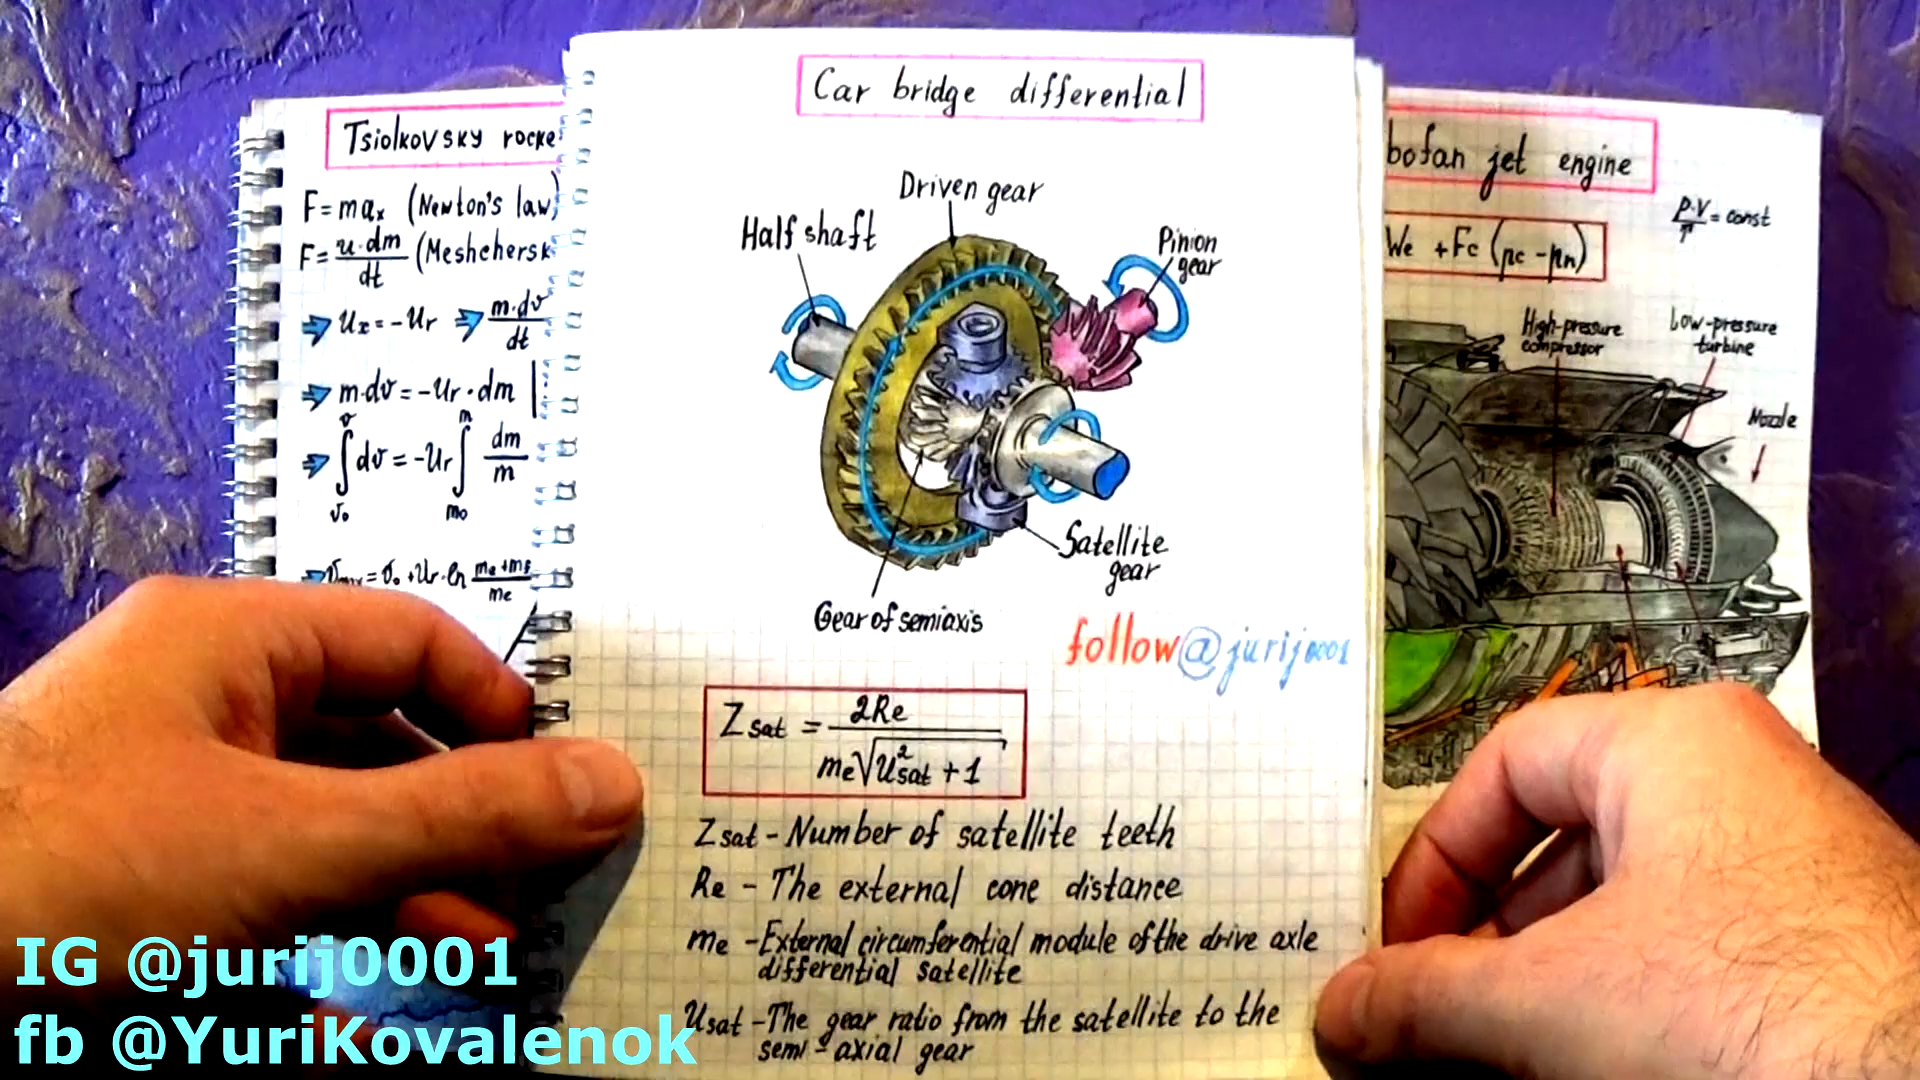 Tsiolkovsky rocke
F = maₓ (Newton's law)
F = u·dm/dt (Meshchersk
⇒ uₓ = -Ur ⇒ m·dv/dt
⇒ m·dv = -Ur·dm
⇒ ∫ᵥ₀ᵛ dv = -Ur ∫ₘ₀ᵐ dm/m
Car bridge differential
Driven gear
Half shaft
Pinion
gear
Satellite
gear
Gear of semiaxis
follow @jurij0001
Zsat = 2Re / me√(U²sat + 1)
Zsat - Number of satellite teeth
Re - The external cone distance
me - External circumferential module of the drive axle
differential satellite
Usat - The gear ratio from the satellite to the
semi-axial gear
bofan jet engine
P·V/T = const
We + Fc (pc - pn)
High-pressure
compressor
Low-pressure
turbine
Nozzle
IG @jurij0001
fb @YuriKovalenok